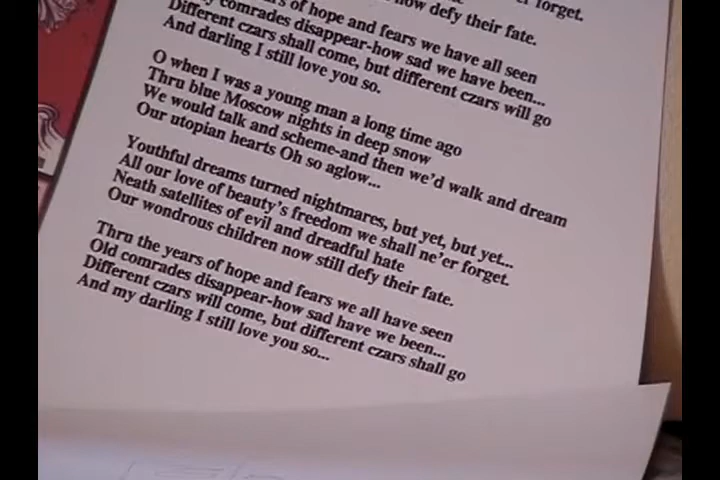 ne'er forget.
now defy their fate.
years of hope and fears we have all seen
comrades disappear-how sad we have been...
Different czars shall come, but different czars will go
And darling I still love you so.
O when I was a young man a long time ago
Thru blue Moscow nights in deep snow
We would talk and scheme-and then we'd walk and dream
Our utopian hearts Oh so aglow...
Youthful dreams turned nightmares, but yet, but yet...
All our love of beauty's freedom we shall ne'er forget.
Neath satellites of evil and dreadful hate
Our wondrous children now still defy their fate.
Thru the years of hope and fears we all have seen
Old comrades disappear-how sad have we been...
Different czars will come, but different czars shall go
And my darling I still love you so...